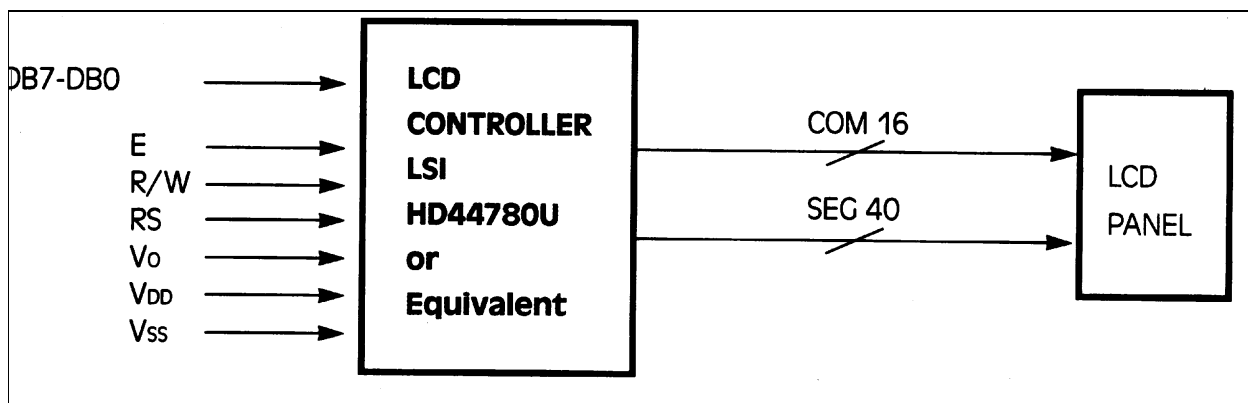 DB7-DB0
E
R/W
RS
Vo
VDD
Vss
LCD
CONTROLLER
LSI
HD44780U
or
Equivalent
COM 16
SEG 40
LCD
PANEL